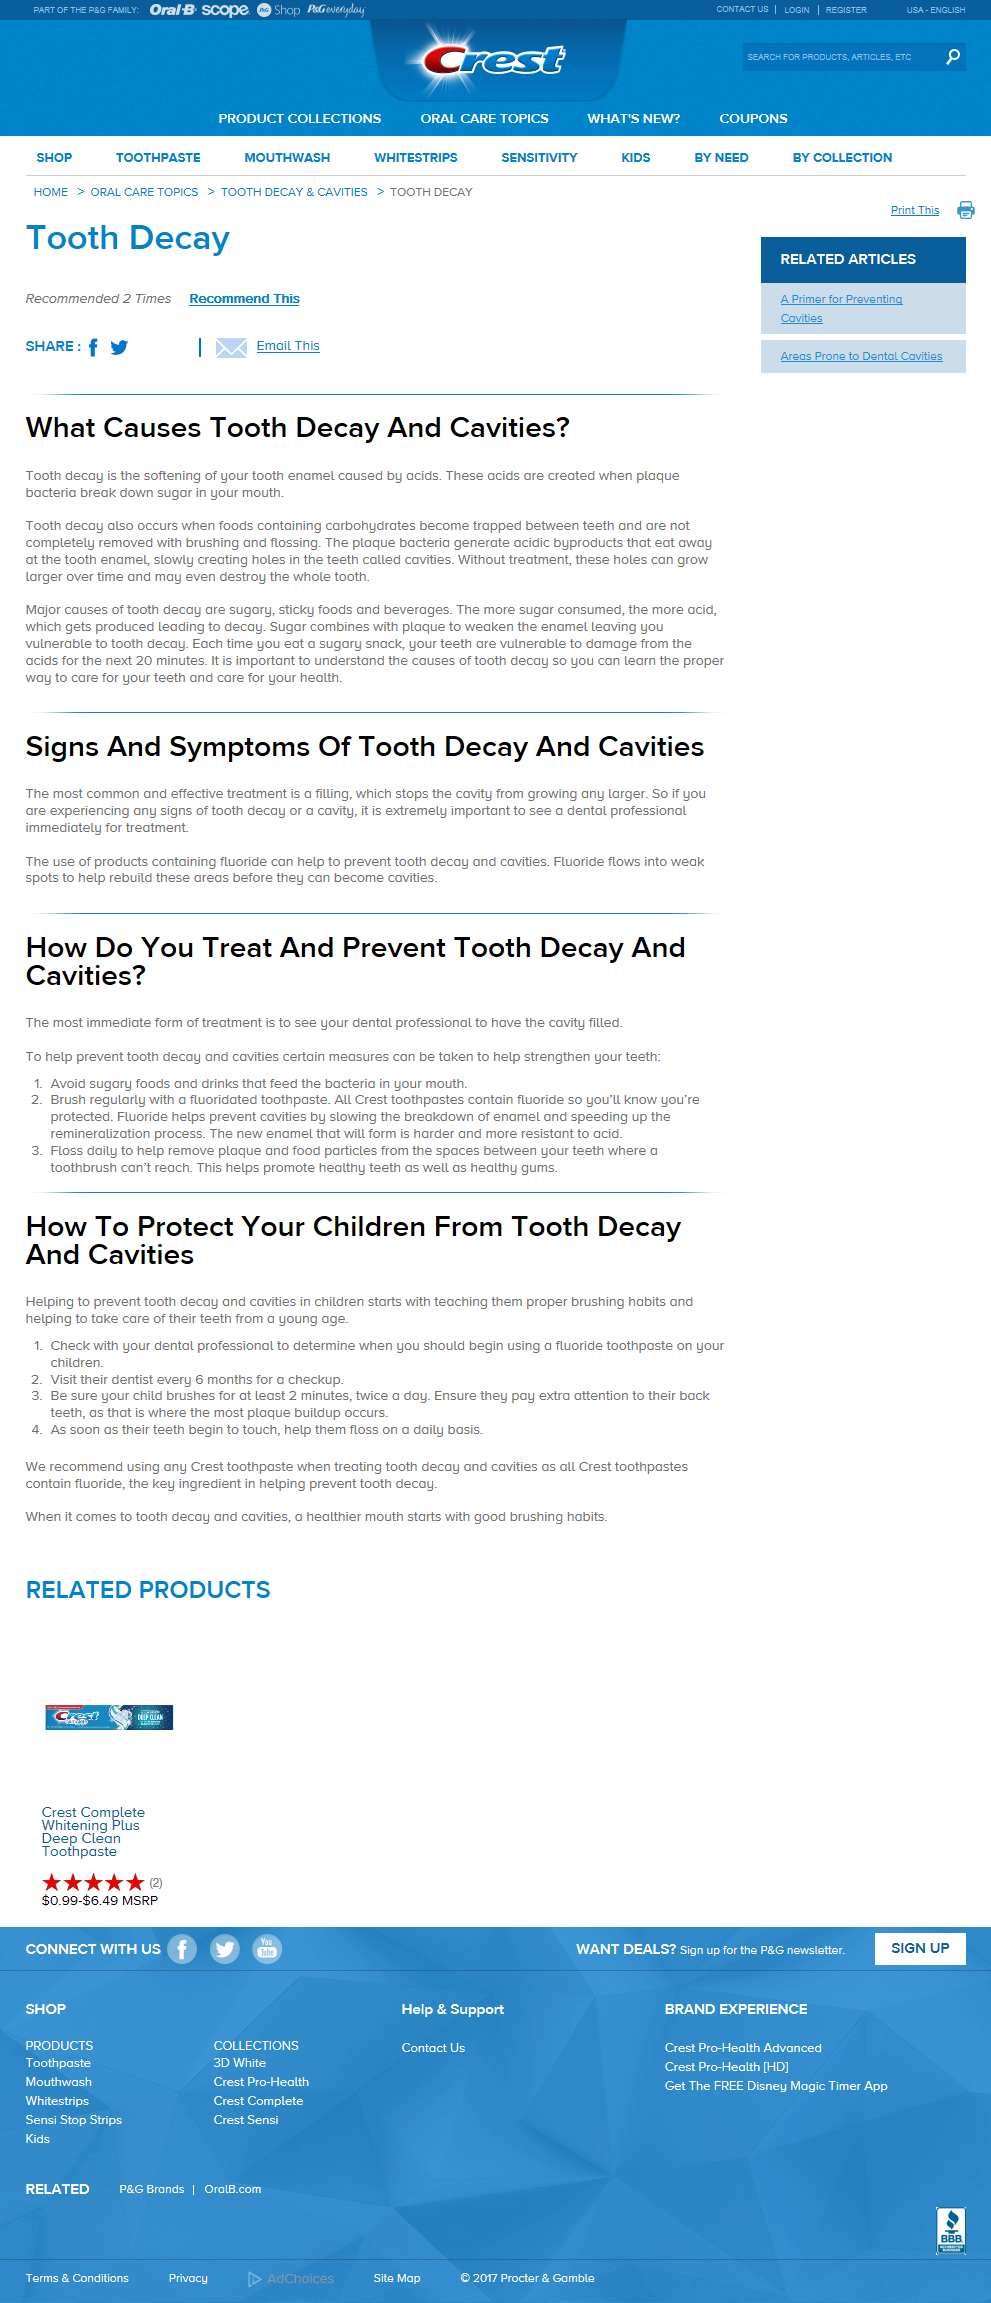 PART OF THE P&G FAMILY: Oral-B scope. P&G Shop P&G everyday
CONTACT US | LOGIN | REGISTER USA - ENGLISH
Crest
SEARCH FOR PRODUCTS, ARTICLES, ETC
PRODUCT COLLECTIONS ORAL CARE TOPICS WHAT'S NEW? COUPONS
SHOP TOOTHPASTE MOUTHWASH WHITESTRIPS SENSITIVITY KIDS BY NEED BY COLLECTION
HOME > ORAL CARE TOPICS > TOOTH DECAY & CAVITIES > TOOTH DECAY
Print This
Tooth Decay
RELATED ARTICLES
A Primer for Preventing
Cavities
Areas Prone to Dental Cavities
Recommended 2 Times Recommend This
SHARE : | Email This
What Causes Tooth Decay And Cavities?
Tooth decay is the softening of your tooth enamel caused by acids. These acids are created when plaque
bacteria break down sugar in your mouth.
Tooth decay also occurs when foods containing carbohydrates become trapped between teeth and are not
completely removed with brushing and flossing. The plaque bacteria generate acidic byproducts that eat away
at the tooth enamel, slowly creating holes in the teeth called cavities. Without treatment, these holes can grow
larger over time and may even destroy the whole tooth.
Major causes of tooth decay are sugary, sticky foods and beverages. The more sugar consumed, the more acid,
which gets produced leading to decay. Sugar combines with plaque to weaken the enamel leaving you
vulnerable to tooth decay. Each time you eat a sugary snack, your teeth are vulnerable to damage from the
acids for the next 20 minutes. It is important to understand the causes of tooth decay so you can learn the proper
way to care for your teeth and care for your health.
Signs And Symptoms Of Tooth Decay And Cavities
The most common and effective treatment is a filling, which stops the cavity from growing any larger. So if you
are experiencing any signs of tooth decay or a cavity, it is extremely important to see a dental professional
immediately for treatment.
The use of products containing fluoride can help to prevent tooth decay and cavities. Fluoride flows into weak
spots to help rebuild these areas before they can become cavities.
How Do You Treat And Prevent Tooth Decay And
Cavities?
The most immediate form of treatment is to see your dental professional to have the cavity filled.
To help prevent tooth decay and cavities certain measures can be taken to help strengthen your teeth:
1. Avoid sugary foods and drinks that feed the bacteria in your mouth.
2. Brush regularly with a fluoridated toothpaste. All Crest toothpastes contain fluoride so you'll know you're
protected. Fluoride helps prevent cavities by slowing the breakdown of enamel and speeding up the
remineralization process. The new enamel that will form is harder and more resistant to acid.
3. Floss daily to help remove plaque and food particles from the spaces between your teeth where a
toothbrush can't reach. This helps promote healthy teeth as well as healthy gums.
How To Protect Your Children From Tooth Decay
And Cavities
Helping to prevent tooth decay and cavities in children starts with teaching them proper brushing habits and
helping to take care of their teeth from a young age.
1. Check with your dental professional to determine when you should begin using a fluoride toothpaste on your
children.
2. Visit their dentist every 6 months for a checkup.
3. Be sure your child brushes for at least 2 minutes, twice a day. Ensure they pay extra attention to their back
teeth, as that is where the most plaque buildup occurs.
4. As soon as their teeth begin to touch, help them floss on a daily basis.
We recommend using any Crest toothpaste when treating tooth decay and cavities as all Crest toothpastes
contain fluoride, the key ingredient in helping prevent tooth decay.
When it comes to tooth decay and cavities, a healthier mouth starts with good brushing habits.
RELATED PRODUCTS
Crest DEEP CLEAN
Crest Complete
Whitening Plus
Deep Clean
Toothpaste
(2)
$0.99-$6.49 MSRP
CONNECT WITH US You Tube WANT DEALS? Sign up for the P&G newsletter. SIGN UP
SHOP
PRODUCTS
Toothpaste
Mouthwash
Whitestrips
Sensi Stop Strips
Kids
COLLECTIONS
3D White
Crest Pro-Health
Crest Complete
Crest Sensi
Help & Support
Contact Us
BRAND EXPERIENCE
Crest Pro-Health Advanced
Crest Pro-Health [HD]
Get The FREE Disney Magic Timer App
RELATED P&G Brands | OralB.com
BBB
Terms & Conditions Privacy AdChoices Site Map © 2017 Procter & Gamble